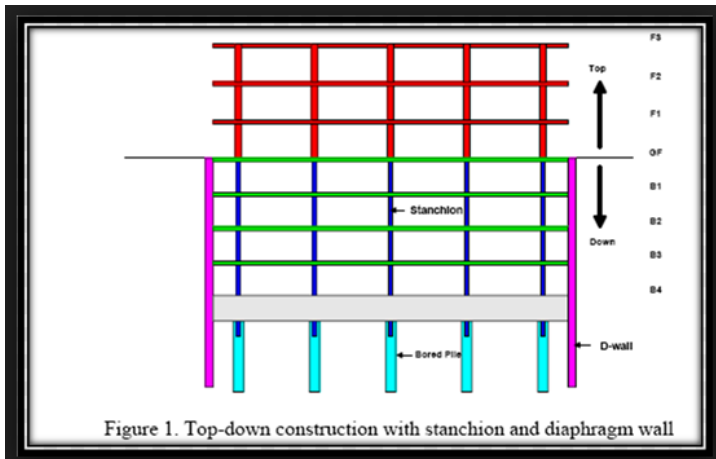 F3
F2
Top
F1
GF
B1
Stanchion
B2
Down
B3
B4
D-wall
Bored Pile
Figure 1. Top-down construction with stanchion and diaphragm wall